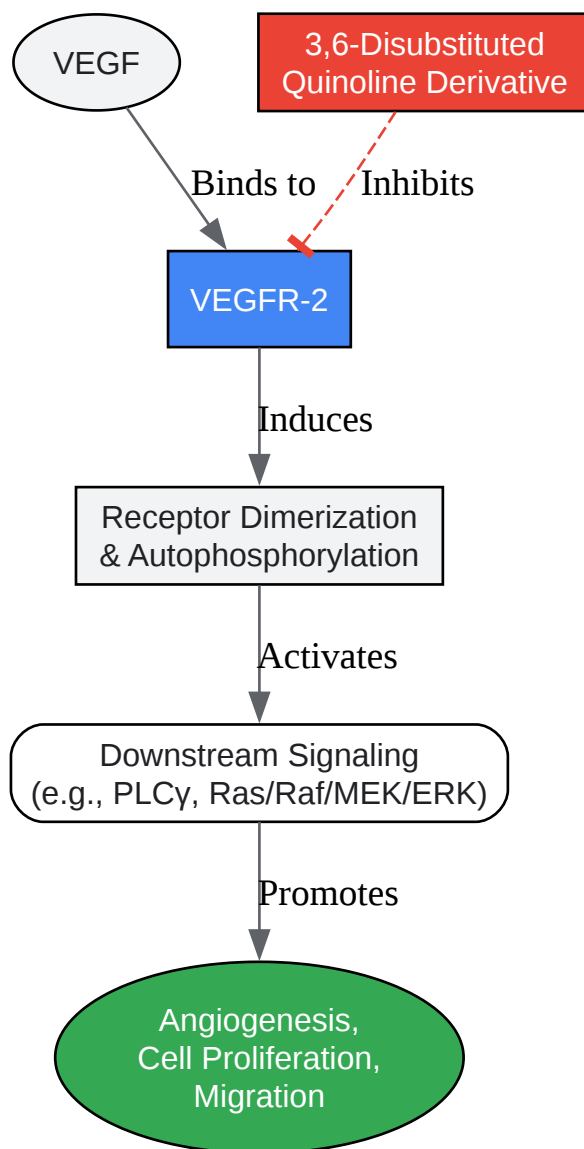 VEGF
3,6-Disubstituted
Quinoline Derivative
Binds to
Inhibits
VEGFR-2
Induces
Receptor Dimerization
& Autophosphorylation
Activates
Downstream Signaling
(e.g., PLCγ, Ras/Raf/MEK/ERK)
Promotes
Angiogenesis,
Cell Proliferation,
Migration